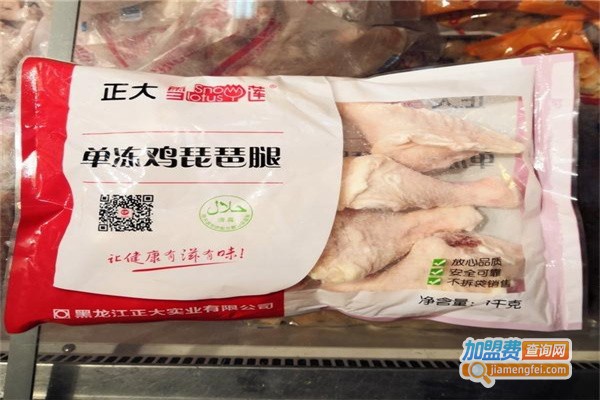 正大 雪 Snow Lotus 莲®
单冻鸡琵琶腿
حلال
清真
让健康有滋有味!
放心品质
安全可靠
不拆袋销售
净含量: 1千克
黑龙江正大实业有限公司
加盟费查询网
jiamengfei.com